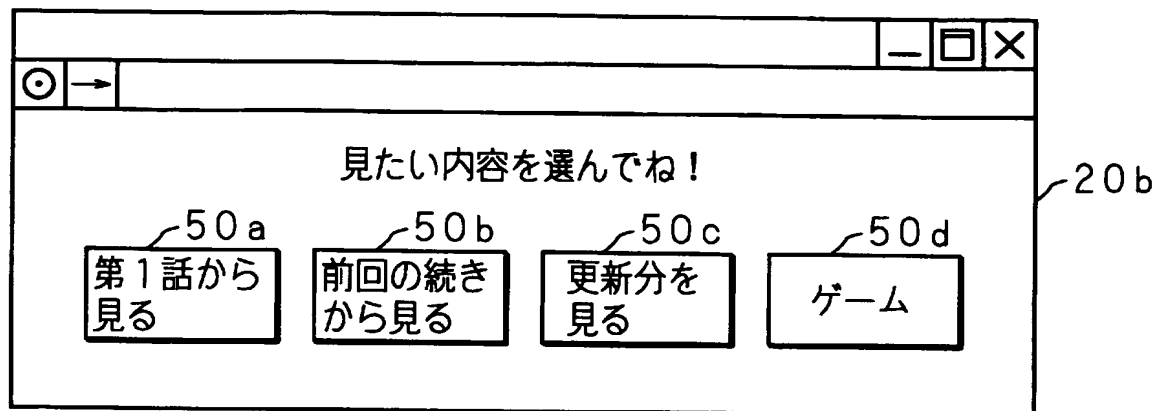 見たい内容を選んでね！
20b
50a
50b
50c
50d
第1話から
見る
前回の続き
から見る
更新分を
見る
ゲーム